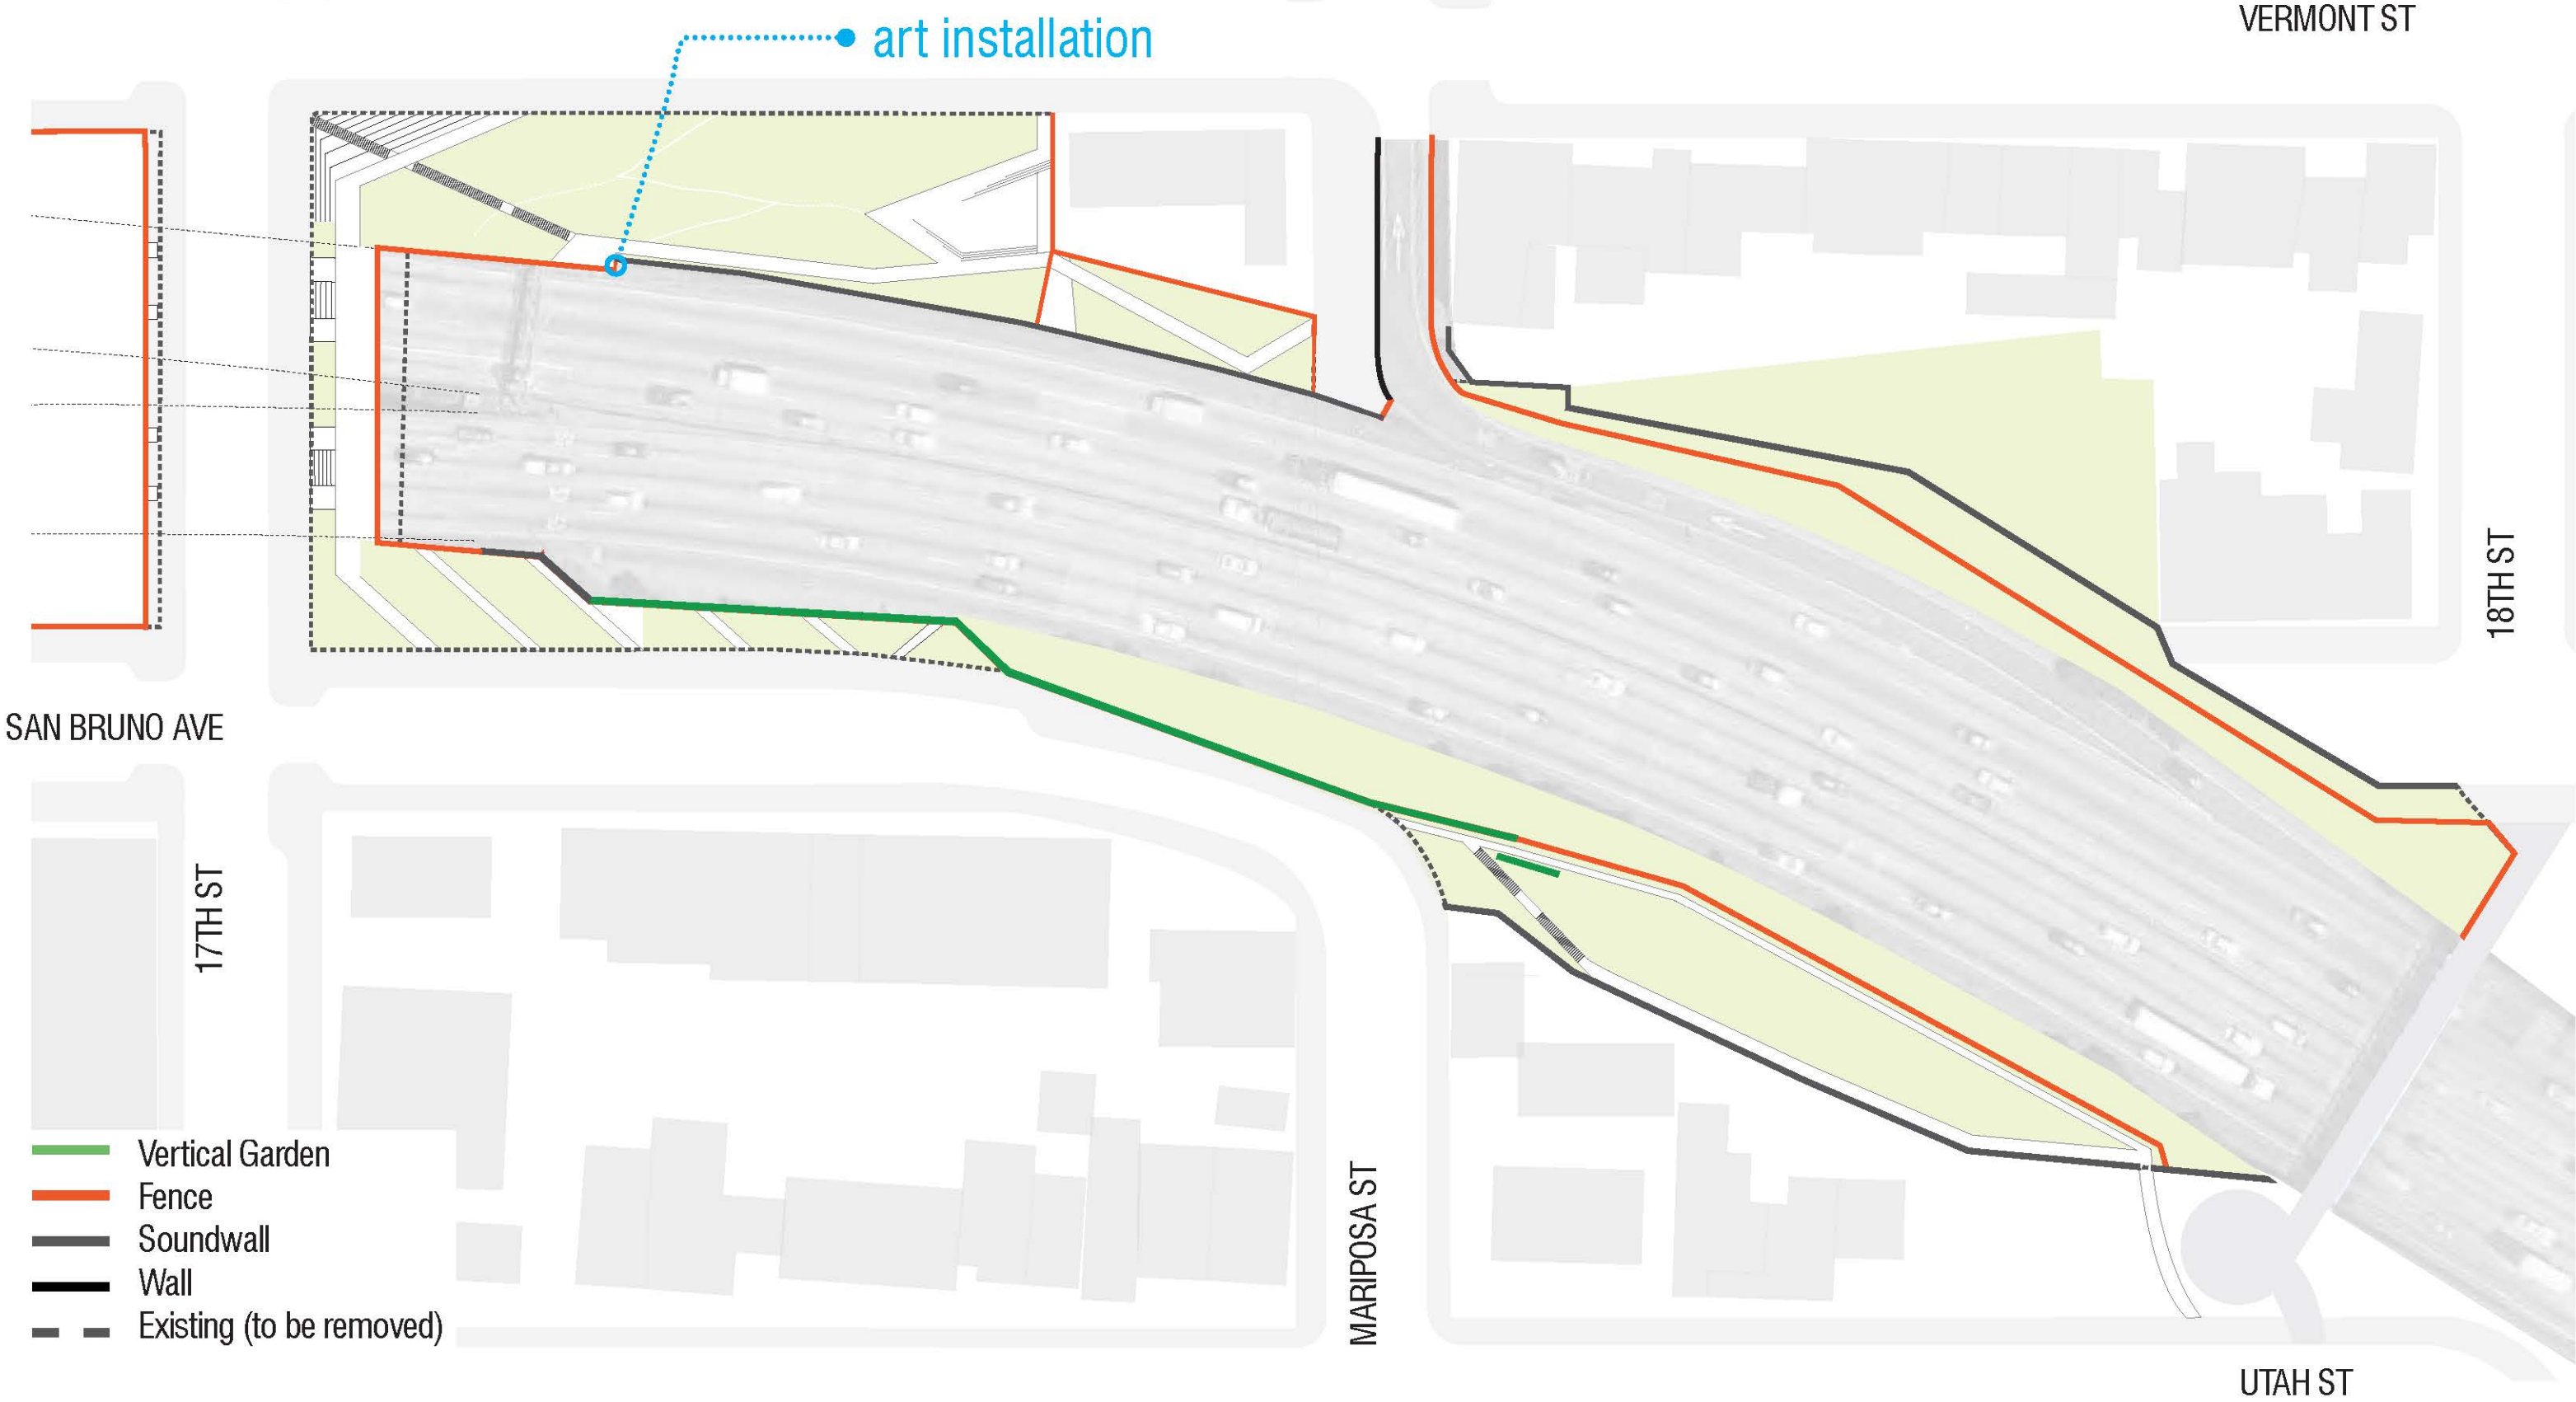 VERMONT ST
art installation
18TH ST
SAN BRUNO AVE
17TH ST
Vertical Garden
Fence
Soundwall
Wall
Existing (to be removed)
MARIPOSA ST
UTAH ST